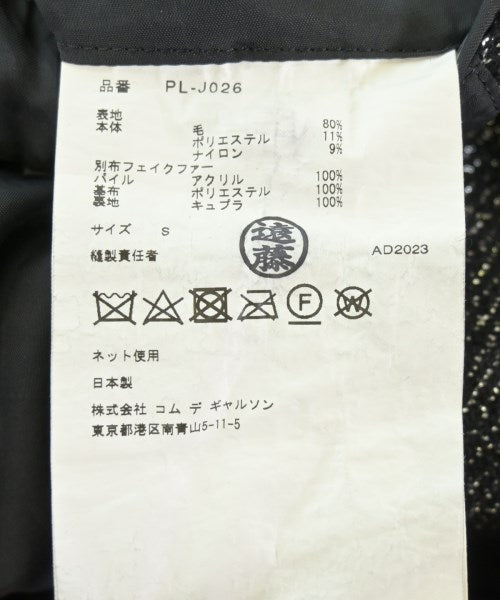 品番 PL-J026
表地
本体 毛 80%
ポリエステル 11%
ナイロン 9%
別布フェイクファー
パイル アクリル 100%
基布 ポリエステル 100%
裏地 キュプラ 100%
サイズ S
遠藤
縫製責任者 AD2023
F W
ネット使用
日本製
株式会社 コム デ ギャルソン
東京都港区南青山5-11-5